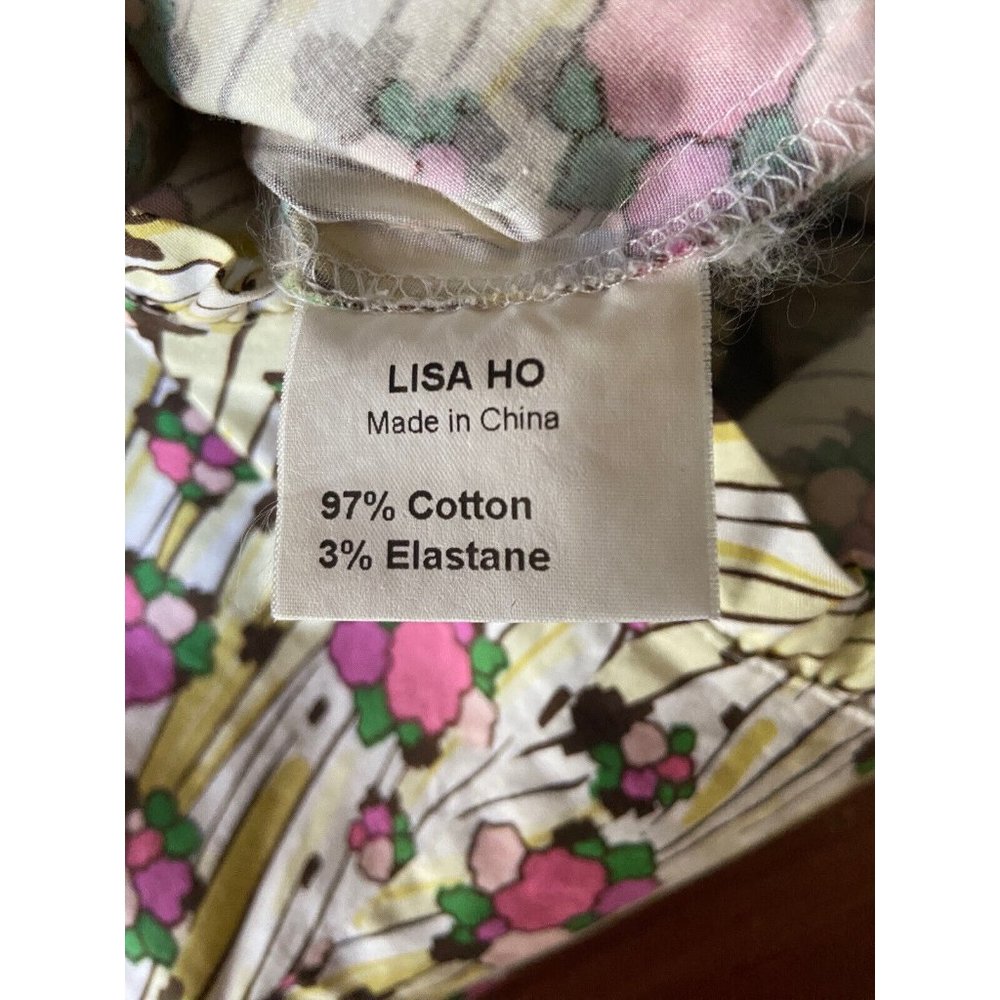 LISA HO
Made in China
97% Cotton
3% Elastane